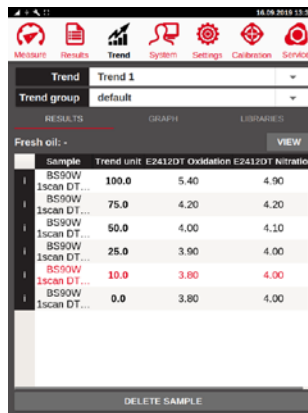 16.09.2019 13:3
Measure Results Trend System Settings Calibration Service
Trend Trend 1
Trend group default
RESULTS GRAPH LIBRARIES
Fresh oil: - VIEW
Sample Trend unit E2412DT Oxidation E2412DT Nitration
i BS90W 1scan DT... 100.0 5.40 4.90
i BS90W 1scan DT... 75.0 4.20 4.20
i BS90W 1scan DT... 50.0 4.00 4.10
i BS90W 1scan DT... 25.0 3.90 4.00
i BS90W 1scan DT... 10.0 3.80 4.00
i BS90W 1scan DT... 0.0 3.80 4.00
DELETE SAMPLE